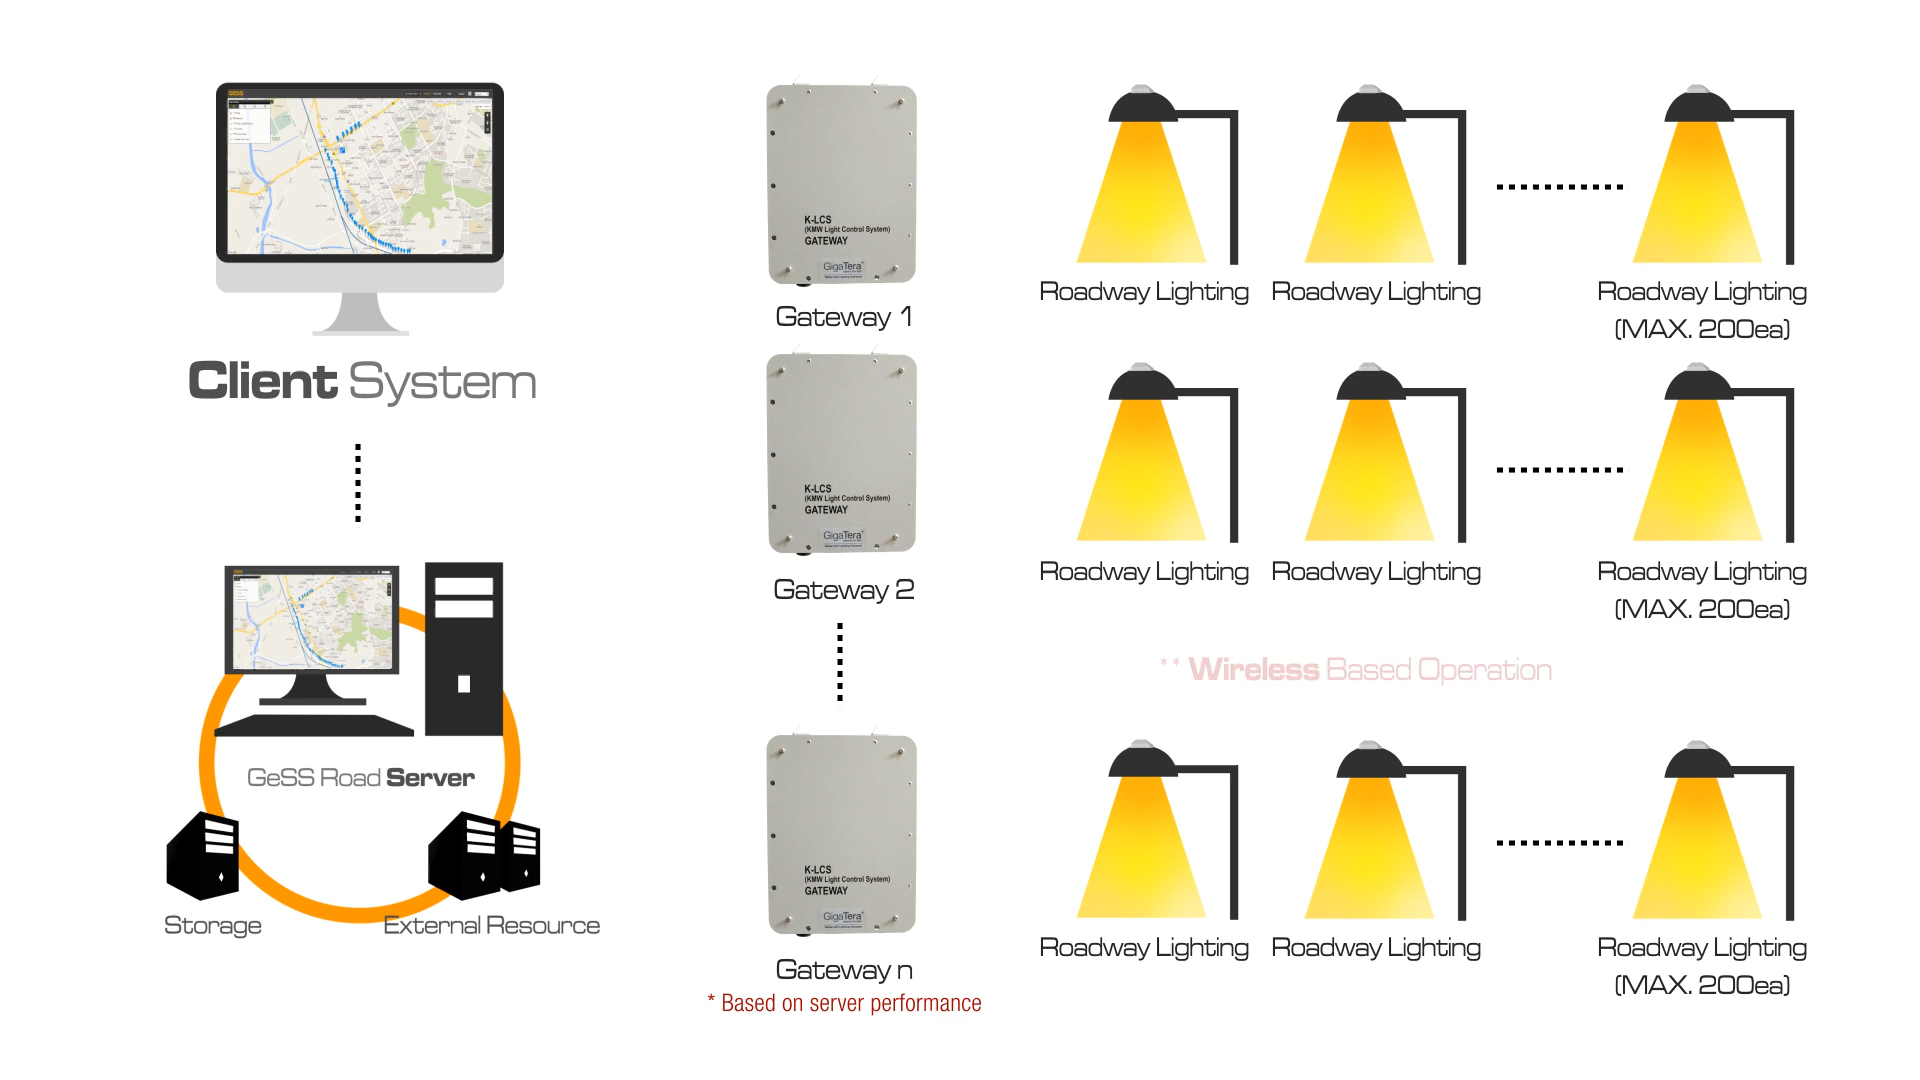 Client System
GeSS Road Server
Storage
External Resource
K-LCS
(KMW Light Control System)
GATEWAY
GigaTera
Gateway 1
Roadway Lighting
Roadway Lighting
Roadway Lighting
(MAX. 200ea)
K-LCS
(KMW Light Control System)
GATEWAY
GigaTera
Gateway 2
Roadway Lighting
Roadway Lighting
Roadway Lighting
(MAX. 200ea)
** Wireless Based Operation
K-LCS
(KMW Light Control System)
GATEWAY
GigaTera
Gateway n
* Based on server performance
Roadway Lighting
Roadway Lighting
Roadway Lighting
(MAX. 200ea)